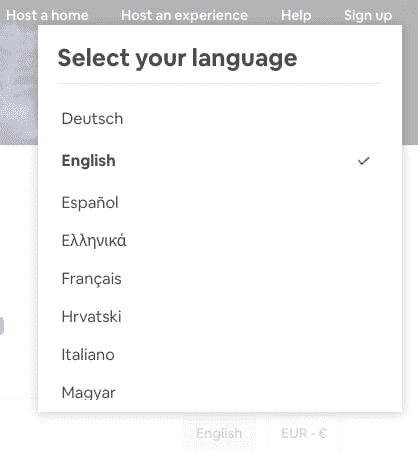 Host a home Host an experience Help Sign up
Select your language
Deutsch
English
Español
Ελληνικά
Français
Hrvatski
Italiano
Magyar
English EUR - €